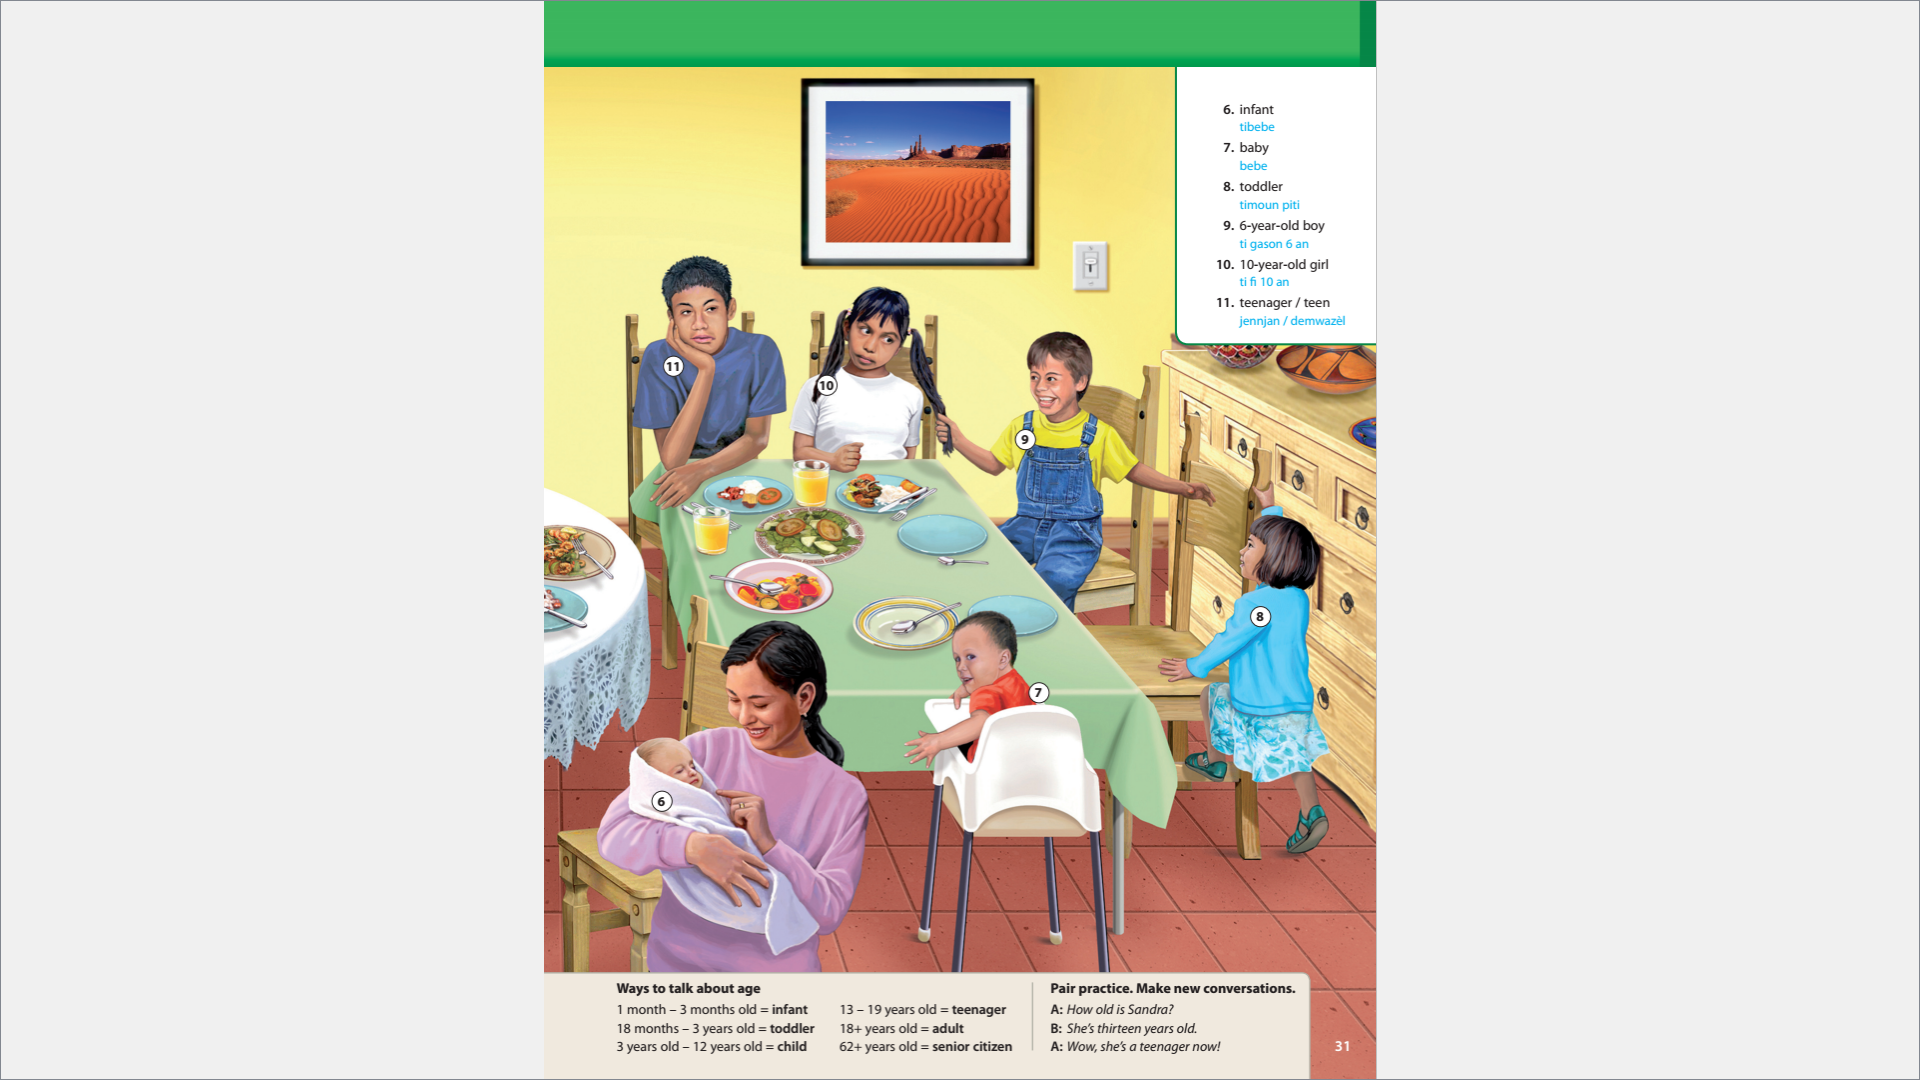 6. infant
tibebe
7. baby
bebe
8. toddler
timoun piti
9. 6-year-old boy
ti gason 6 an
10. 10-year-old girl
ti fi 10 an
11. teenager / teen
jennjan / demwazèl
11
10
9
8
7
6
Ways to talk about age
1 month – 3 months old = infant
18 months – 3 years old = toddler
3 years old – 12 years old = child
13 – 19 years old = teenager
18+ years old = adult
62+ years old = senior citizen
Pair practice. Make new conversations.
A: How old is Sandra?
B: She's thirteen years old.
A: Wow, she's a teenager now!
31